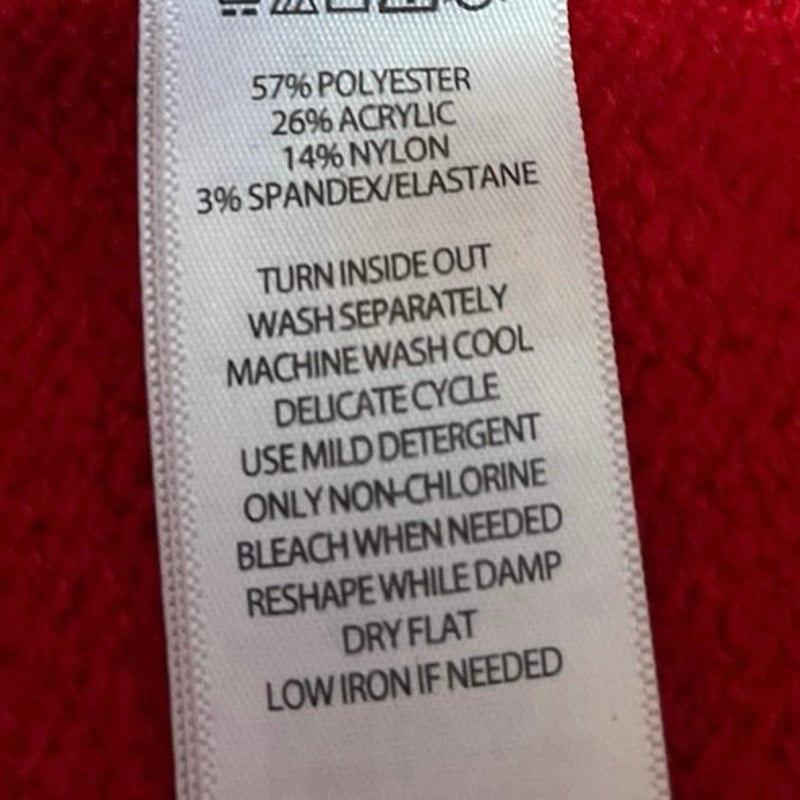 57% POLYESTER
26% ACRYLIC
14% NYLON
3% SPANDEX/ELASTANE
TURN INSIDE OUT
WASH SEPARATELY
MACHINE WASH COOL
DELICATE CYCLE
USE MILD DETERGENT
ONLY NON-CHLORINE
BLEACH WHEN NEEDED
RESHAPE WHILE DAMP
DRY FLAT
LOW IRON IF NEEDED